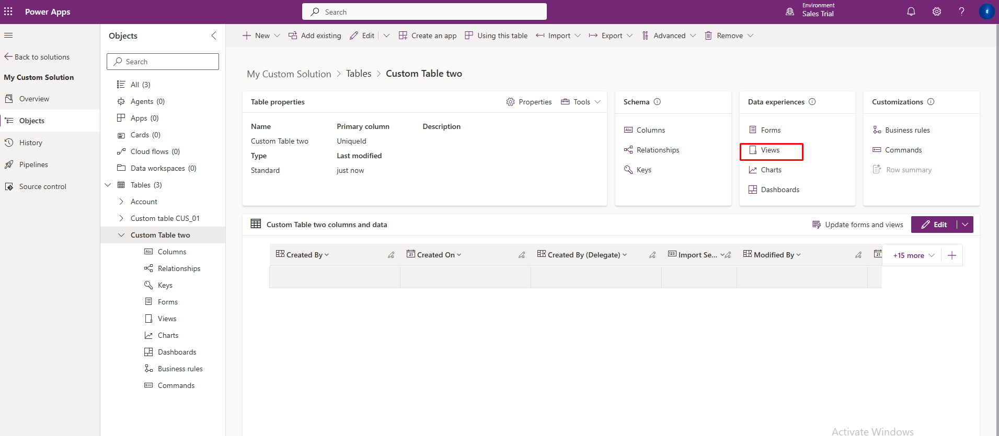 Power Apps
Search
Environment
Sales Trial
Back to solutions
My Custom Solution
Overview
Objects
History
Pipelines
Source control
Objects
Search
All (3)
Agents (0)
Apps (0)
Cards (0)
Cloud flows (0)
Data workspaces (0)
Tables (3)
Account
Custom table CUS_01
Custom Table two
Columns
Relationships
Keys
Forms
Views
Charts
Dashboards
Business rules
Commands
New Add existing Edit Create an app Using this table Import Export Advanced Remove
My Custom Solution > Tables > Custom Table two
Table properties Properties Tools
Name Primary column Description
Custom Table two UniqueId
Type Last modified
Standard just now
Schema
Columns
Relationships
Keys
Data experiences
Forms
Views
Charts
Dashboards
Customizations
Business rules
Commands
Row summary
Custom Table two columns and data Update forms and views Edit
Created By Created On Created By (Delegate) Import Se... Modified By +15 more
Activate Windows